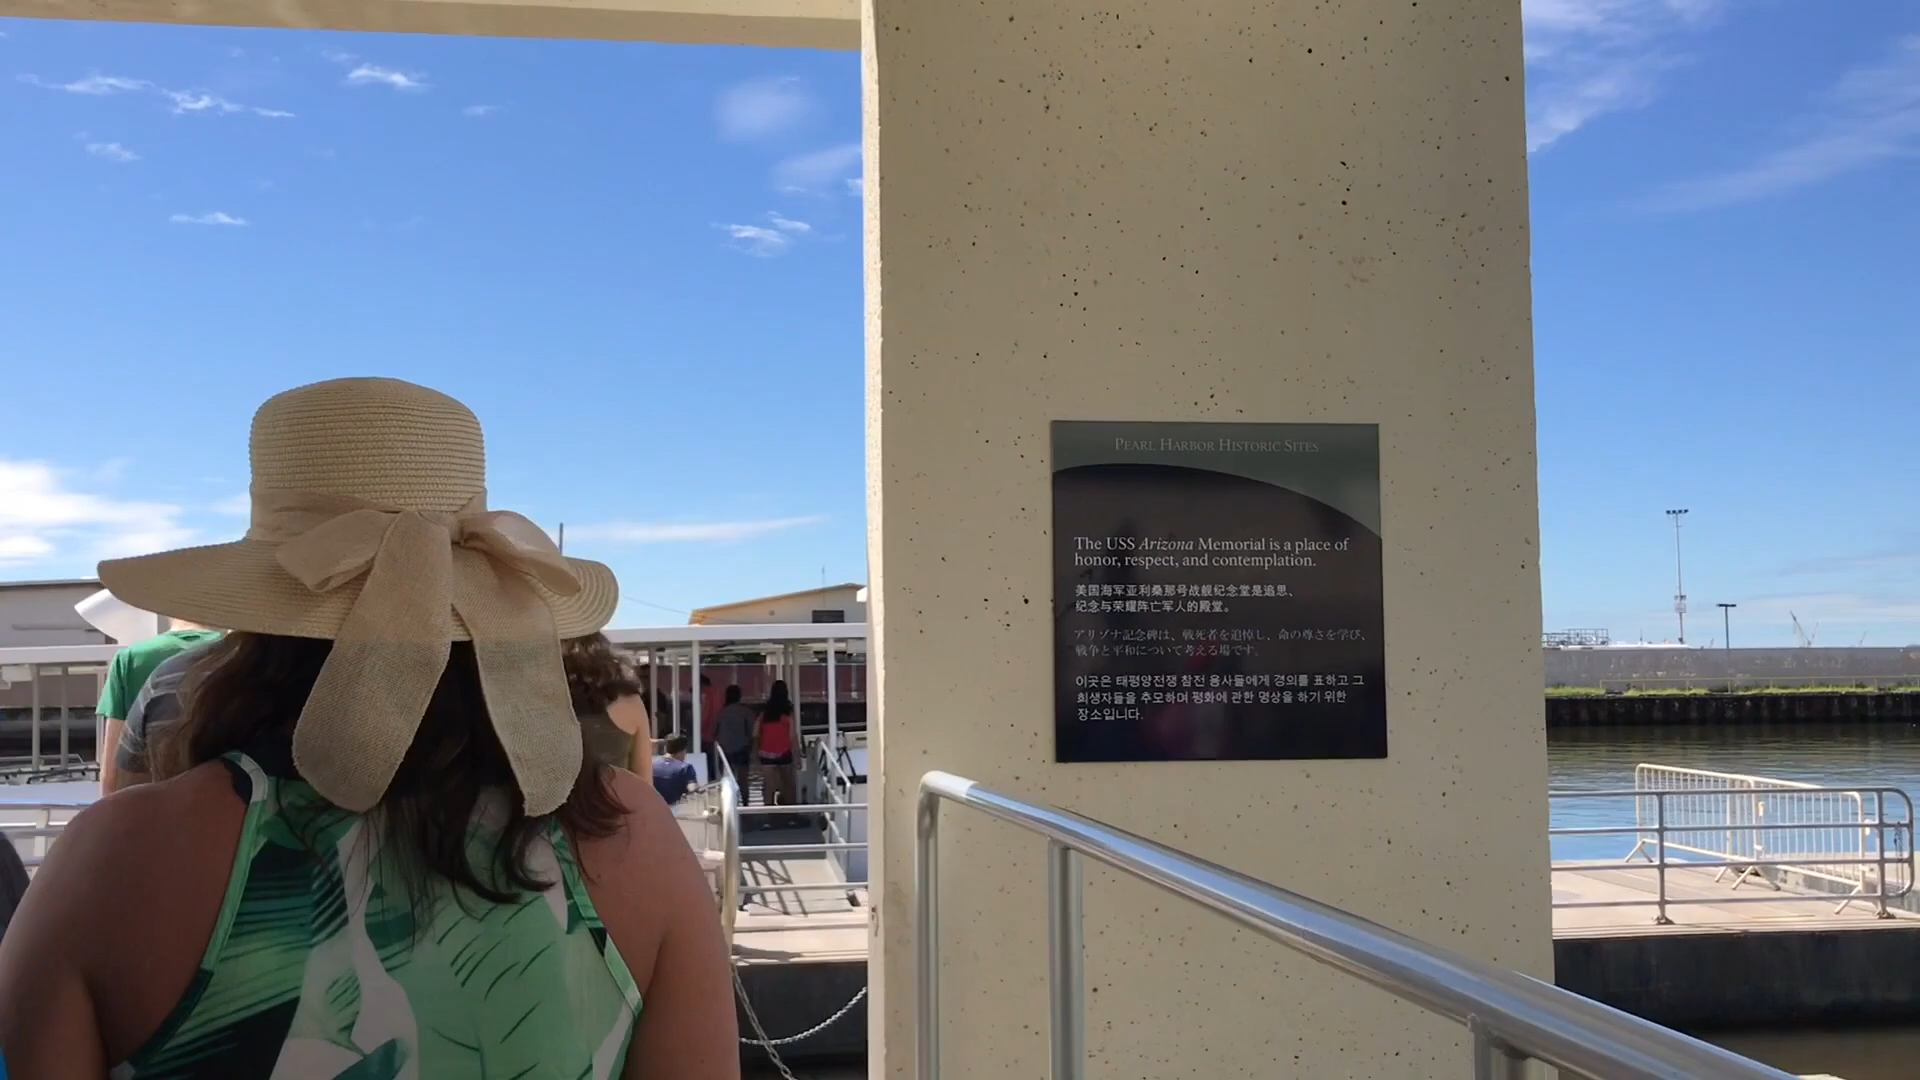 PEARL HARBOR HISTORIC SITES
The USS Arizona Memorial is a place of
honor, respect, and contemplation.
美国海军亚利桑那号战舰纪念堂是追思、
纪念与荣耀阵亡军人的殿堂。
アリゾナ記念碑は、戦死者を追悼し、命の尊さを学び、
戦争と平和について考える場です。
이곳은 태평양전쟁 참전 용사들에게 경의를 표하고 그
희생자들을 추모하며 평화에 관한 명상을 하기 위한
장소입니다.